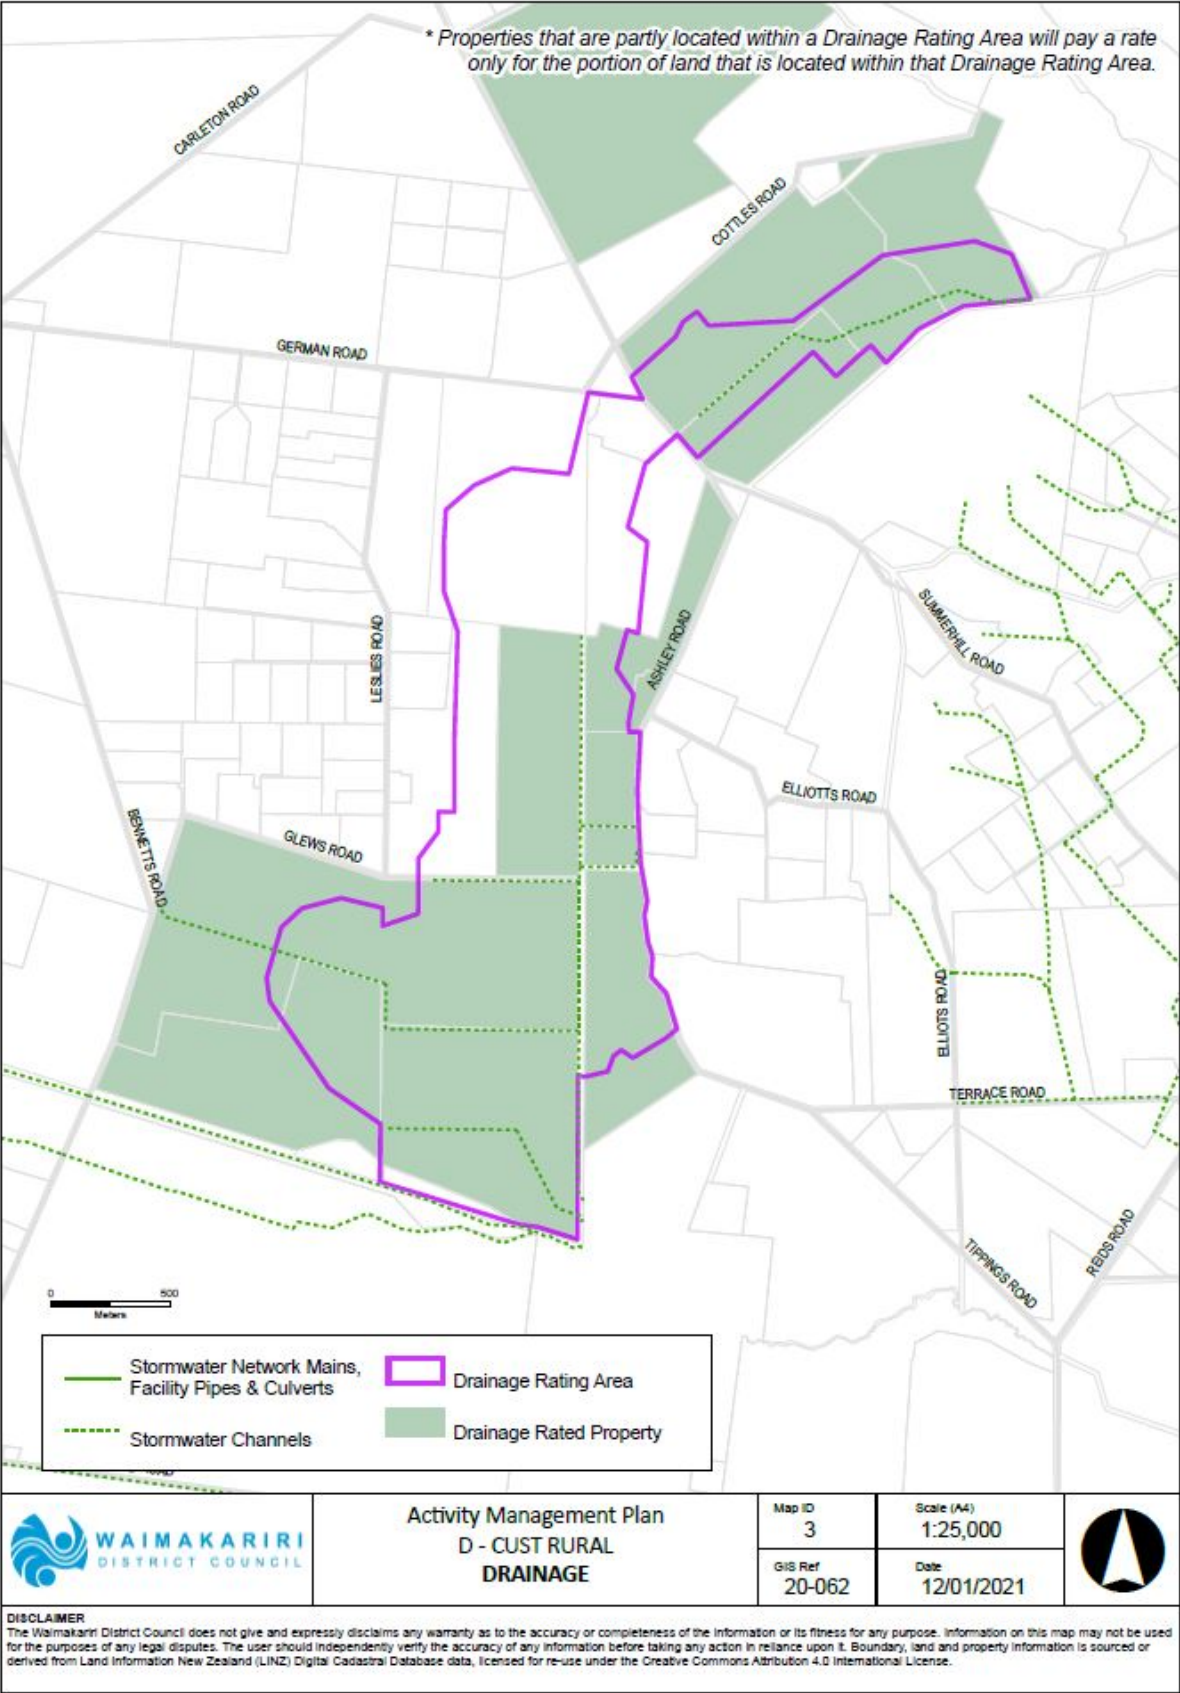 * Properties that are partly located within a Drainage Rating Area will pay a rate
only for the portion of land that is located within that Drainage Rating Area.
CARLETON ROAD
COTTLES ROAD
GERMAN ROAD
SUMMERHILL ROAD
LESLIES ROAD
ASHLEY ROAD
ELLIOTTS ROAD
BENNETTS ROAD
GLEWS ROAD
ELLIOTS ROAD
TERRACE ROAD
REIDS ROAD
TIPPINGS ROAD
0 500
Meters
Stormwater Network Mains,
Facility Pipes & Culverts
Drainage Rating Area
Stormwater Channels
Drainage Rated Property
WAIMAKARIRI
DISTRICT COUNCIL
Activity Management Plan
D - CUST RURAL
DRAINAGE
Map ID
3
Scale (A4)
1:25,000
GIS Ref
20-062
Date
12/01/2021
DISCLAIMER
The Waimakariri District Council does not give and expressly disclaims any warranty as to the accuracy or completeness of the information or its fitness for any purpose. Information on this map may not be used
for the purposes of any legal disputes. The user should independently verify the accuracy of any information before taking any action in reliance upon it. Boundary, land and property information is sourced or
derived from Land Information New Zealand (LINZ) Digital Cadastral Database data, licensed for re-use under the Creative Commons Attribution 4.0 International License.